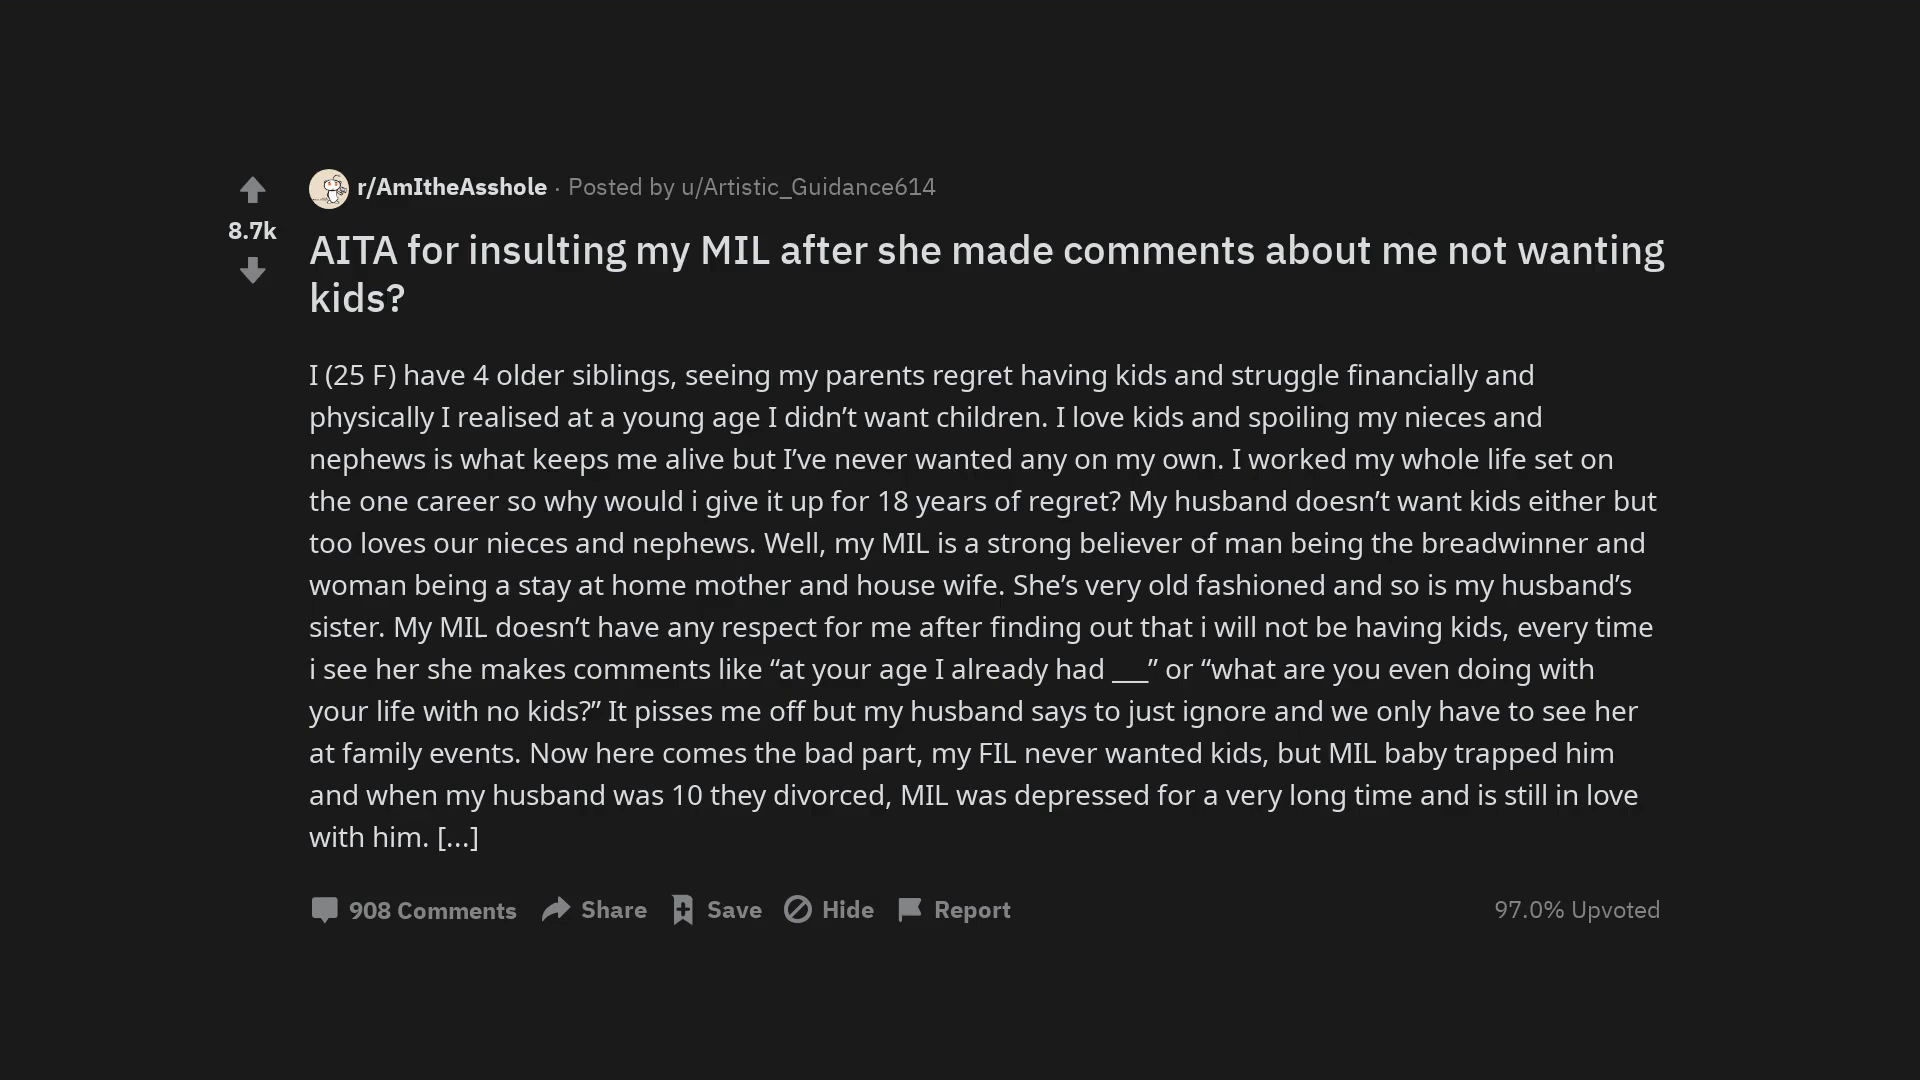 r/AmItheAsshole · Posted by u/Artistic_Guidance614
8.7k
AITA for insulting my MIL after she made comments about me not wanting
kids?
I (25 F) have 4 older siblings, seeing my parents regret having kids and struggle financially and
physically I realised at a young age I didn’t want children. I love kids and spoiling my nieces and
nephews is what keeps me alive but I’ve never wanted any on my own. I worked my whole life set on
the one career so why would i give it up for 18 years of regret? My husband doesn’t want kids either but
too loves our nieces and nephews. Well, my MIL is a strong believer of man being the breadwinner and
woman being a stay at home mother and house wife. She’s very old fashioned and so is my husband’s
sister. My MIL doesn’t have any respect for me after finding out that i will not be having kids, every time
i see her she makes comments like “at your age I already had ___” or “what are you even doing with
your life with no kids?” It pisses me off but my husband says to just ignore and we only have to see her
at family events. Now here comes the bad part, my FIL never wanted kids, but MIL baby trapped him
and when my husband was 10 they divorced, MIL was depressed for a very long time and is still in love
with him. [...]
908 Comments Share Save Hide Report 97.0% Upvoted